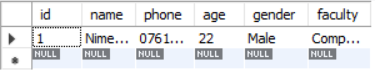 id name phone age gender faculty
1 Nime... 0761... 22 Male Comp...
NULL NULL NULL NULL NULL NULL